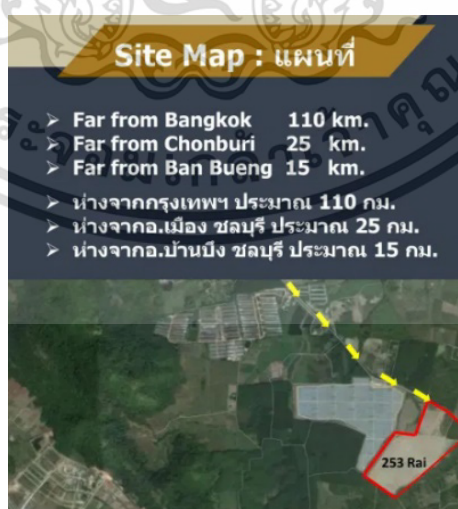 Site Map : แผนที่
➢ Far from Bangkok 110 km.
➢ Far from Chonburi 25 km.
➢ Far from Ban Bueng 15 km.
➢ ห่างจากกรุงเทพฯ ประมาณ 110 กม.
➢ ห่างจากอ.เมือง ชลบุรี ประมาณ 25 กม.
➢ ห่างจากอ.บ้านบึง ชลบุรี ประมาณ 15 กม.
253 Rai